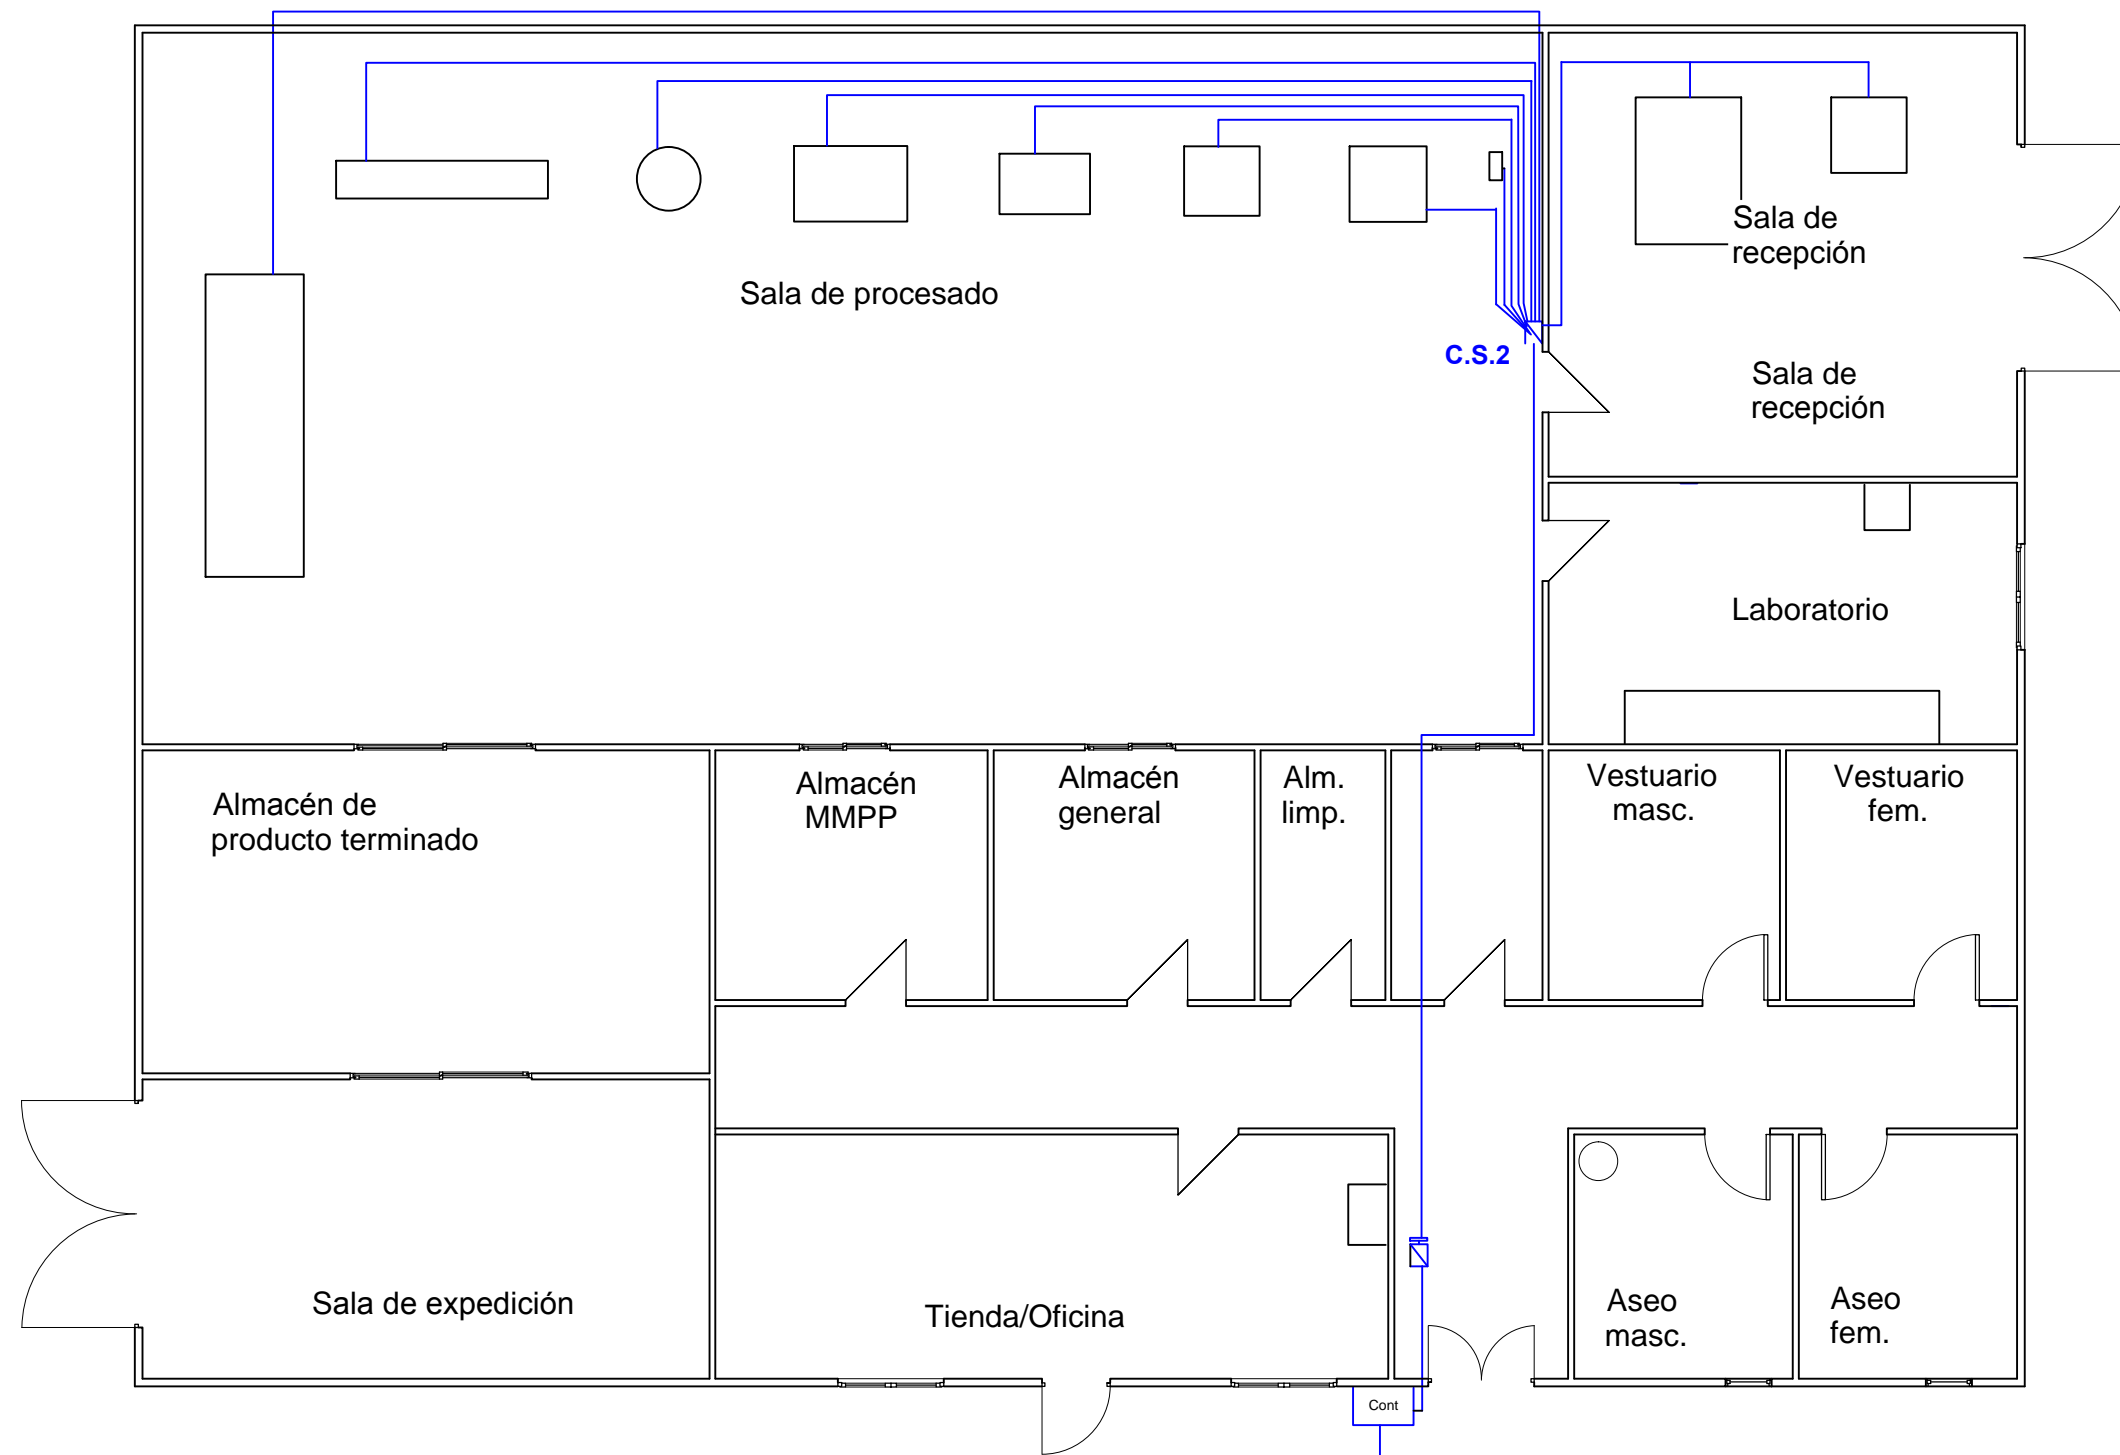 Sala de
recepción
Sala de procesado
C.S.2
Sala de
recepción
Laboratorio
Almacén de
producto terminado
Almacén
MMPP
Almacén
general
Alm.
limp.
Vestuario
masc.
Vestuario
fem.
Sala de expedición
Tienda/Oficina
Aseo
masc.
Aseo
fem.
Cont